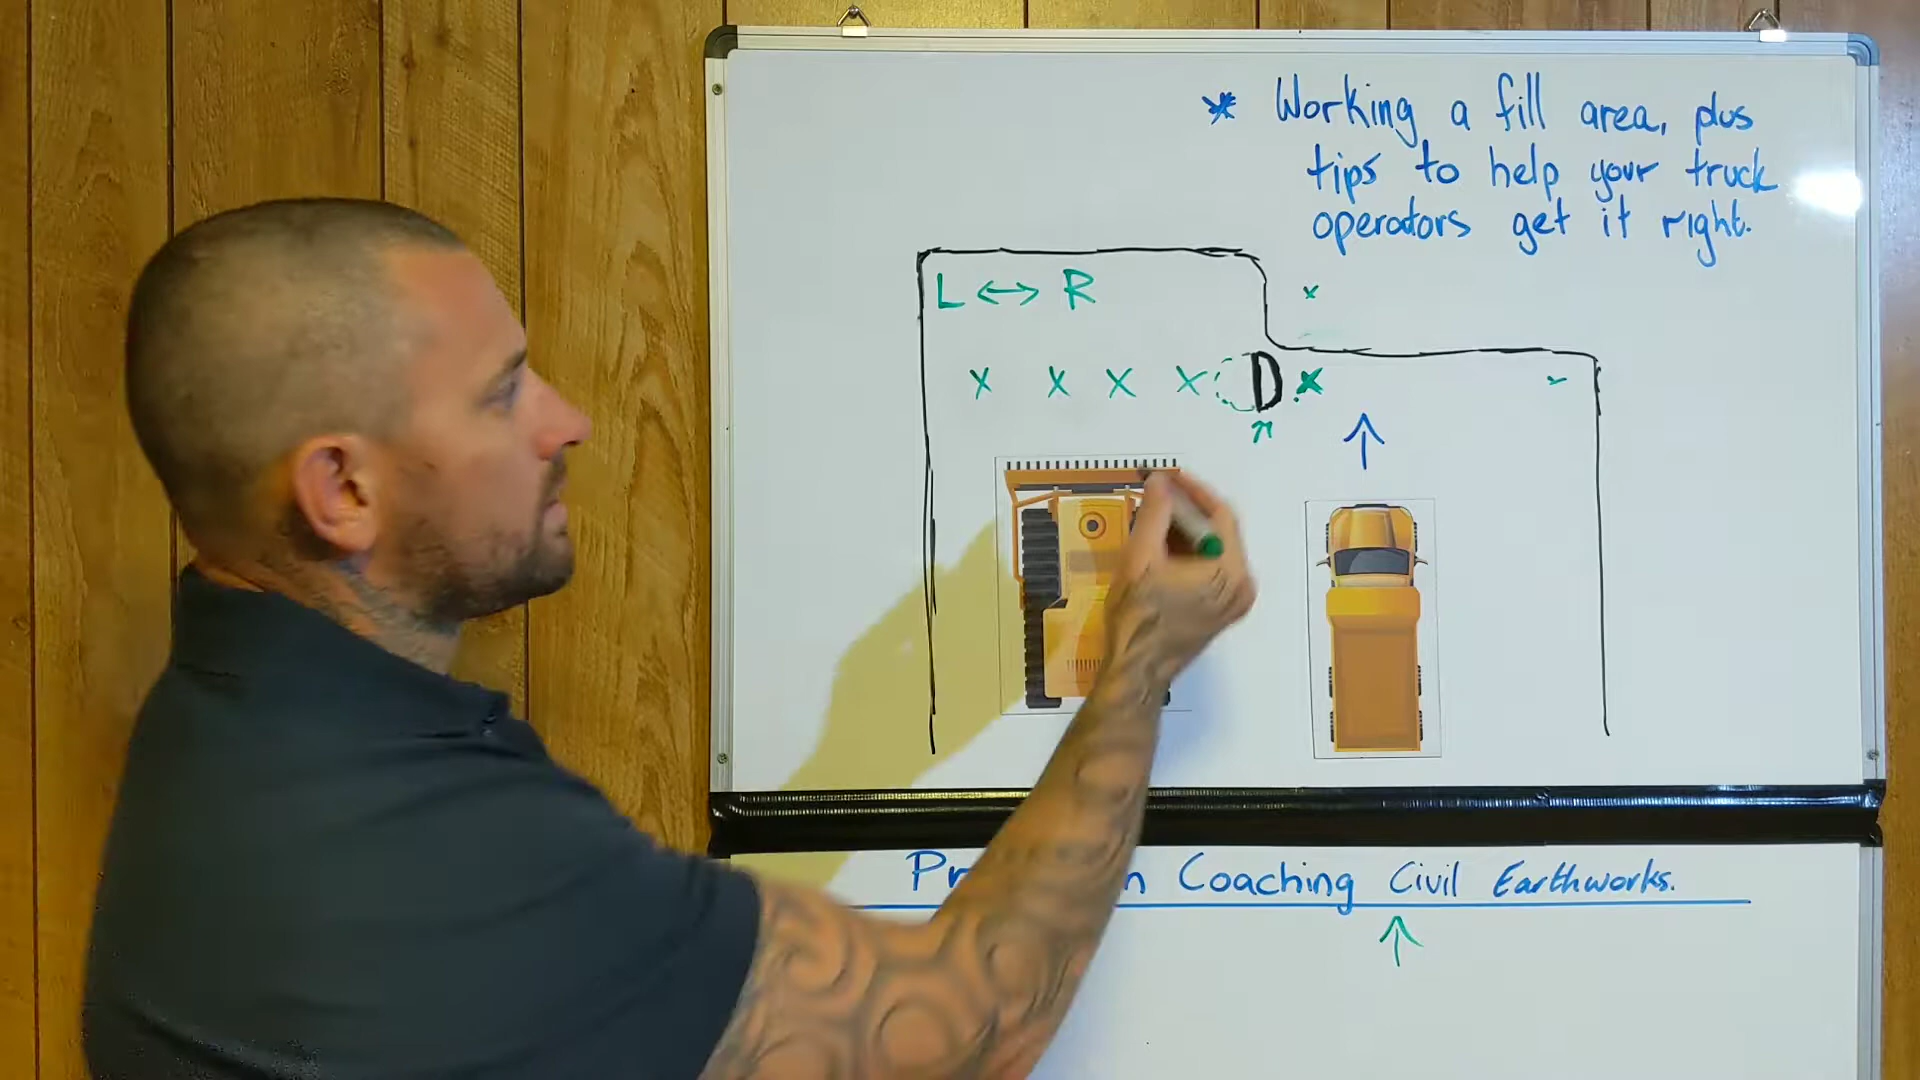 * Working a fill area, plus
tips to help your truck
operators get it right.
L ↔ R
x
X X X X D x
Coaching Civil Earthworks.